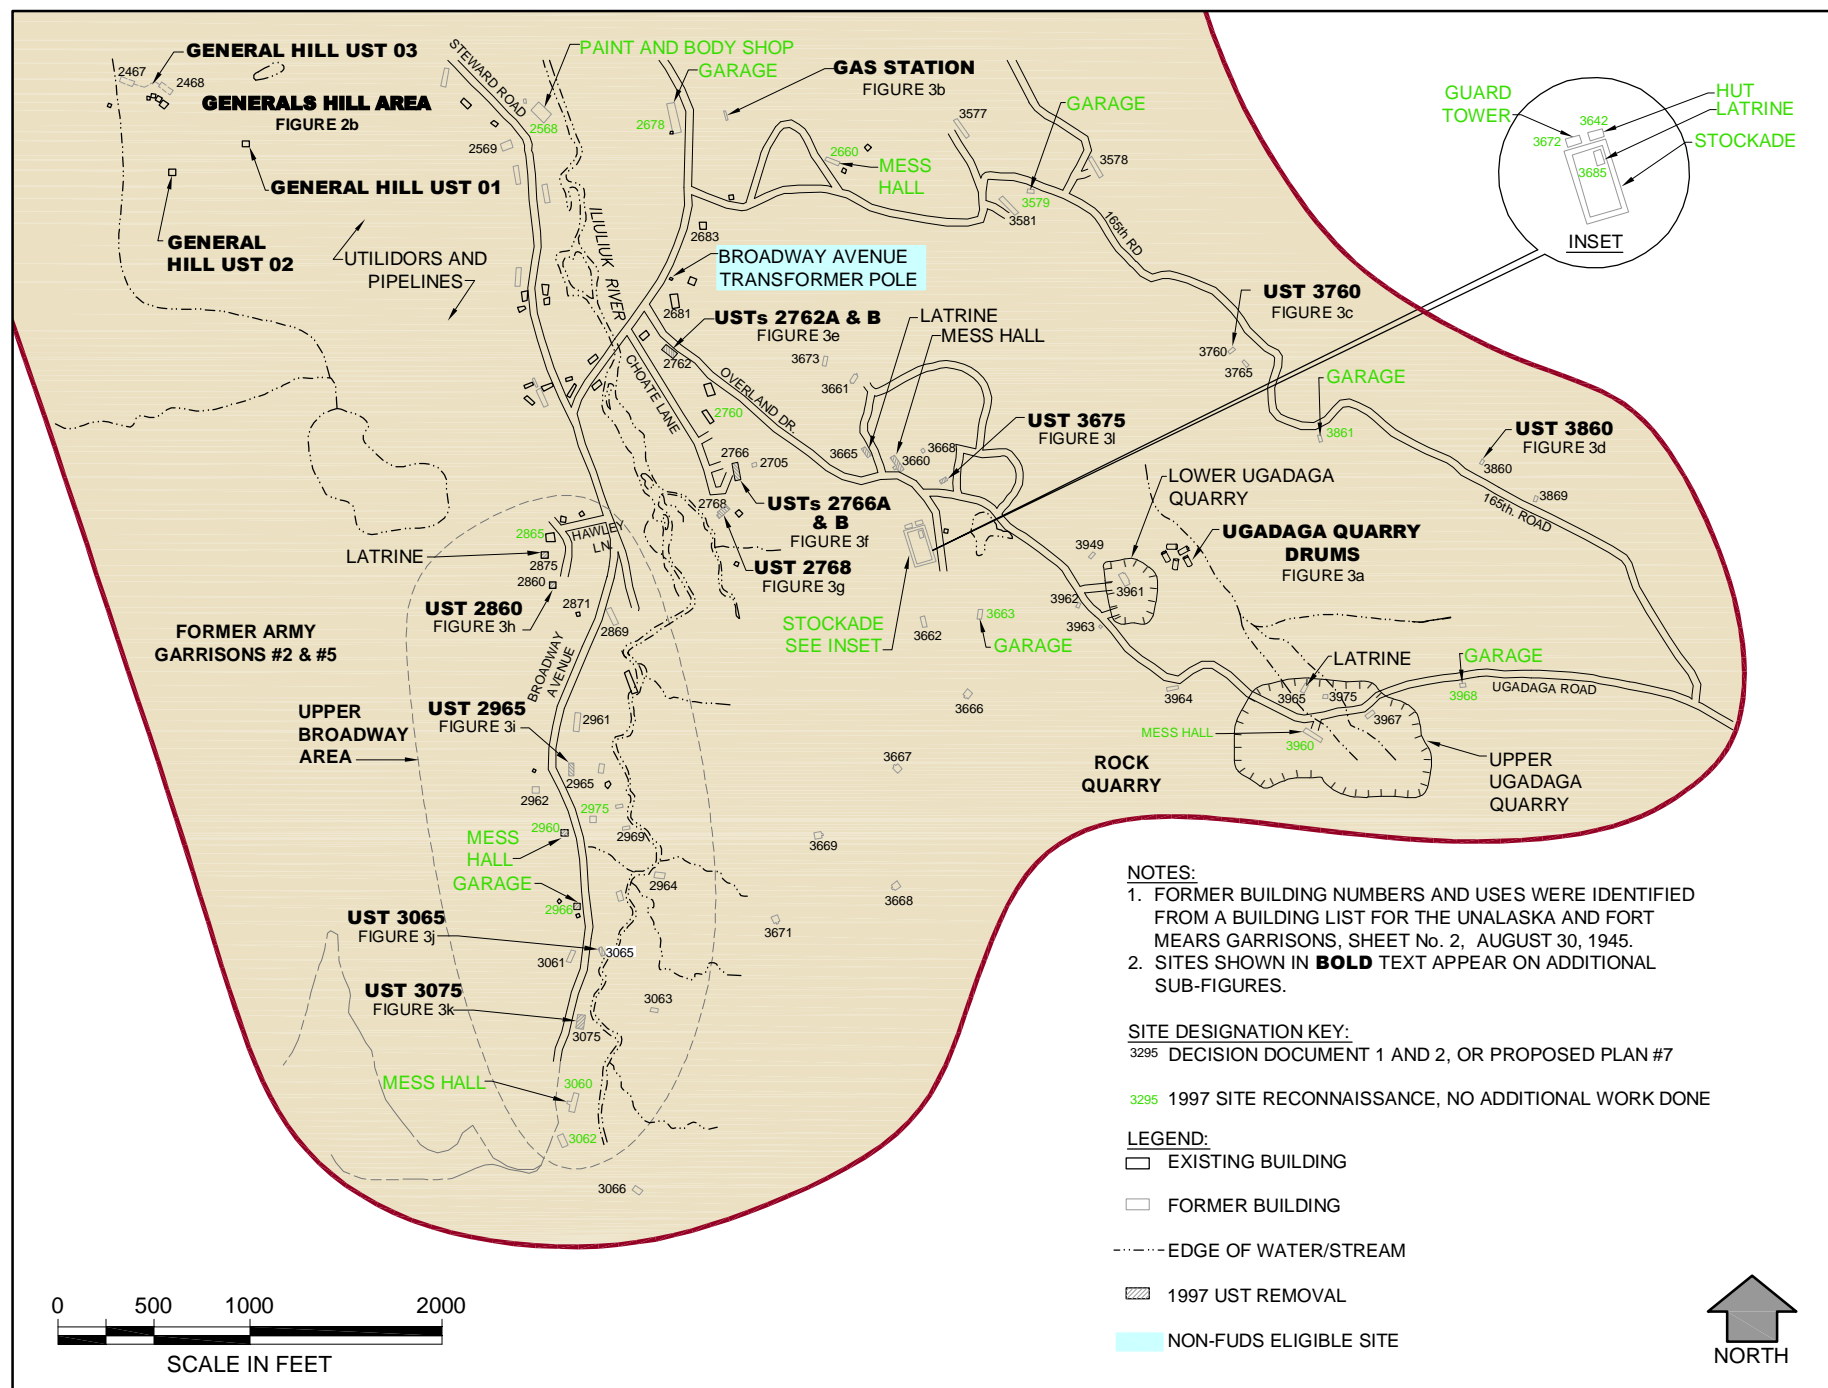 GENERAL HILL UST 03
2467
2468
GENERALS HILL AREA
FIGURE 2b
GENERAL HILL UST 01
GENERAL
HILL UST 02
UTILIDORS AND
PIPELINES
STEWARD ROAD
2569
PAINT AND BODY SHOP
2568
GARAGE
2678
GAS STATION
FIGURE 3b
2660
MESS
HALL
3577
GARAGE
3579
3578
3581
165th RD
ILIULIUK RIVER
2683
BROADWAY AVENUE
TRANSFORMER POLE
2681
USTs 2762A & B
FIGURE 3e
2762
CHOATE LANE
OVERLAND DR.
2760
3673
3661
LATRINE
MESS HALL
3665
3660
3668
UST 3675
FIGURE 3l
UST 3760
FIGURE 3c
3760
3765
GARAGE
3861
UST 3860
FIGURE 3d
3860
3869
165th. ROAD
GUARD
TOWER
3672
3642
HUT
LATRINE
STOCKADE
3685
INSET
2766
2705
2768
USTs 2766A
& B
FIGURE 3f
UST 2768
FIGURE 3g
LOWER UGADAGA
QUARRY
UGADAGA QUARRY
DRUMS
FIGURE 3a
3949
3961
3962
3963
STOCKADE
SEE INSET
3662
3663
GARAGE
3964
LATRINE
3965
3975
3967
GARAGE
3968
UGADAGA ROAD
MESS HALL
3960
ROCK
QUARRY
UPPER
UGADAGA
QUARRY
2865
HAWLEY
LN.
LATRINE
2875
2860
UST 2860
FIGURE 3h
2871
2869
FORMER ARMY
GARRISONS #2 & #5
BROADWAY
AVENUE
UPPER
BROADWAY
AREA
UST 2965
FIGURE 3i
2961
2965
2962
2975
2960
2969
MESS
HALL
GARAGE
2966
2964
UST 3065
FIGURE 3j
3061
3065
UST 3075
FIGURE 3k
3075
3063
MESS HALL
3060
3062
3066
3666
3667
3669
3668
3671
NOTES:
1. FORMER BUILDING NUMBERS AND USES WERE IDENTIFIED
FROM A BUILDING LIST FOR THE UNALASKA AND FORT
MEARS GARRISONS, SHEET No. 2, AUGUST 30, 1945.
2. SITES SHOWN IN BOLD TEXT APPEAR ON ADDITIONAL
SUB-FIGURES.
SITE DESIGNATION KEY:
3295 DECISION DOCUMENT 1 AND 2, OR PROPOSED PLAN #7
3295 1997 SITE RECONNAISSANCE, NO ADDITIONAL WORK DONE
LEGEND:
EXISTING BUILDING
FORMER BUILDING
EDGE OF WATER/STREAM
1997 UST REMOVAL
NON-FUDS ELIGIBLE SITE
0 500 1000 2000
SCALE IN FEET
NORTH